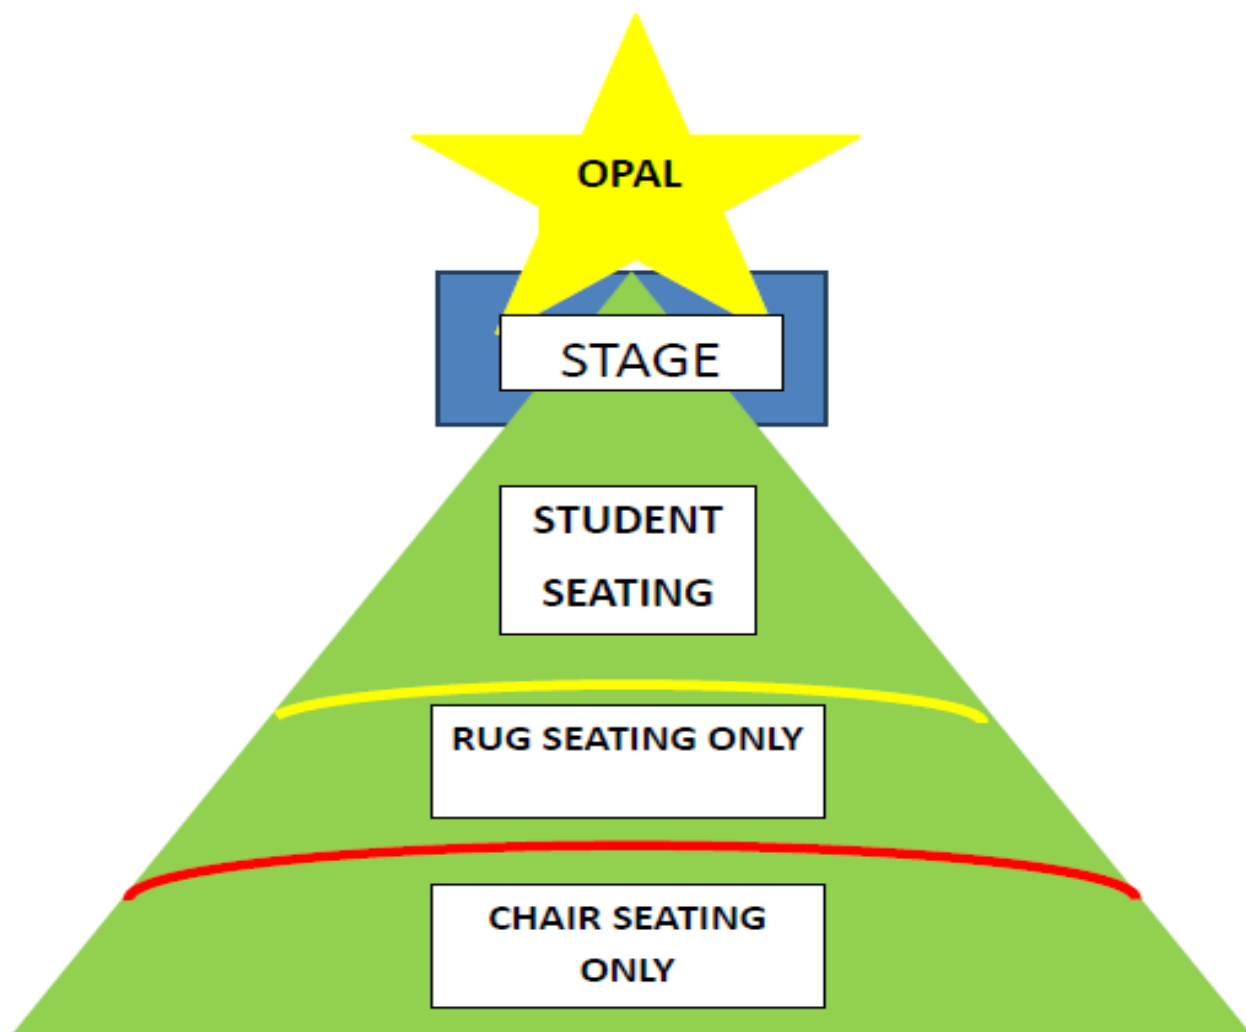 OPAL
STAGE
STUDENT
SEATING
RUG SEATING ONLY
CHAIR SEATING
ONLY